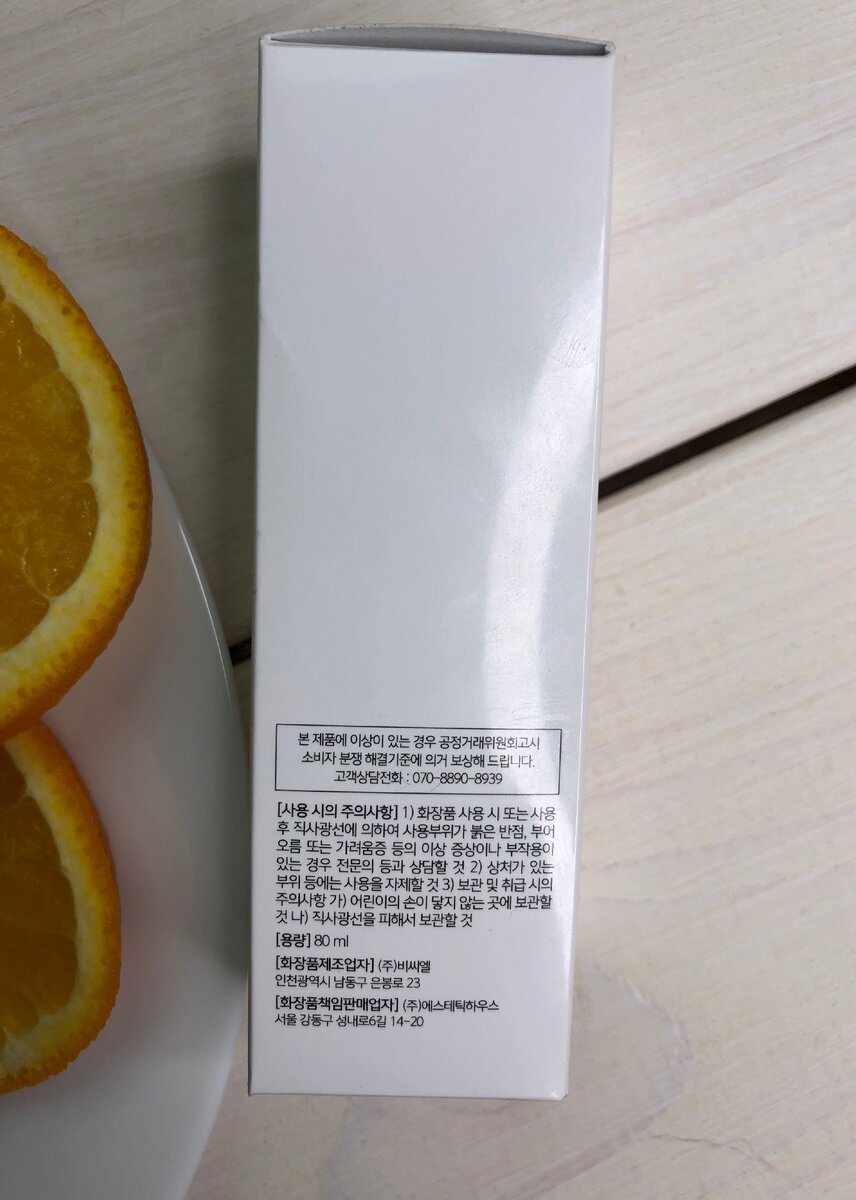 본 제품에 이상이 있는 경우 공정거래위원회고시
소비자 분쟁 해결기준에 의거 보상해 드립니다.
고객상담전화 : 070-8890-8939
[사용 시의 주의사항] 1) 화장품 사용 시 또는 사용
후 직사광선에 의하여 사용부위가 붉은 반점, 부어
오름 또는 가려움증 등의 이상 증상이나 부작용이
있는 경우 전문의 등과 상담할 것 2) 상처가 있는
부위 등에는 사용을 자제할 것 3) 보관 및 취급 시의
주의사항 가) 어린이의 손이 닿지 않는 곳에 보관할
것 나) 직사광선을 피해서 보관할 것
[용량] 80 ml
[화장품제조업자] (주)비씨엘
인천광역시 남동구 은봉로 23
[화장품책임판매업자] (주)에스테틱하우스
서울 강동구 성내로6길 14-20